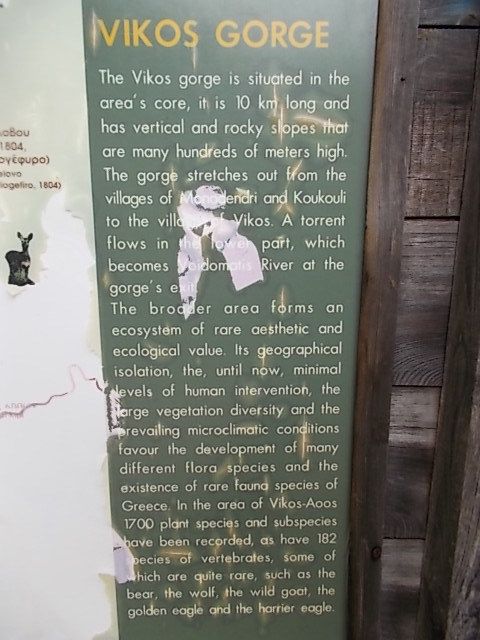 VIKOS GORGE
The Vikos gorge is situated in the
area's core, it is 10 km long and
has vertical and rocky slopes that
are many hundreds of meters high.
The gorge stretches out from the
villages of Monodendri and Koukouli
to the village Vikos. A torrent
flows in the lower part, which
becomes Voidomatis River at the
gorge's exit.
The broader area forms an
ecosystem of rare aesthetic and
ecological value. Its geographical
isolation, the, until now, minimal
levels of human intervention, the
large vegetation diversity and the
prevailing microclimatic conditions
favour the development of many
different flora species and the
existence of rare fauna species of
Greece. In the area of Vikos-Aoos
1700 plant species and subspecies
have been recorded, as have 182
species of vertebrates, some of
which are quite rare, such as the
bear, the wolf, the wild goat, the
golden eagle and the harrier eagle.
1804,
1804)